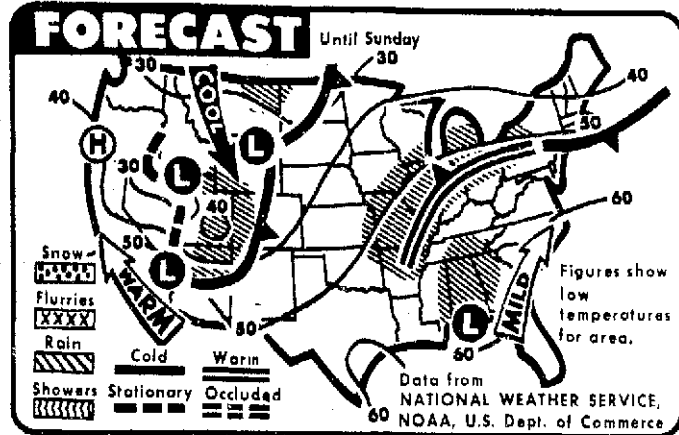 FORECAST
Until Sunday
30
30
COOL
40
40
50
H
L
L
30
40
60
50
Snow
WARM
L
MILD
Figures show
low
temperatures
for area.
Flurries
XXXX
50
L
60
Rain
Cold
Warm
Showers
Stationary
Occluded
Data from
60
NATIONAL WEATHER SERVICE,
NOAA, U.S. Dept. of Commerce